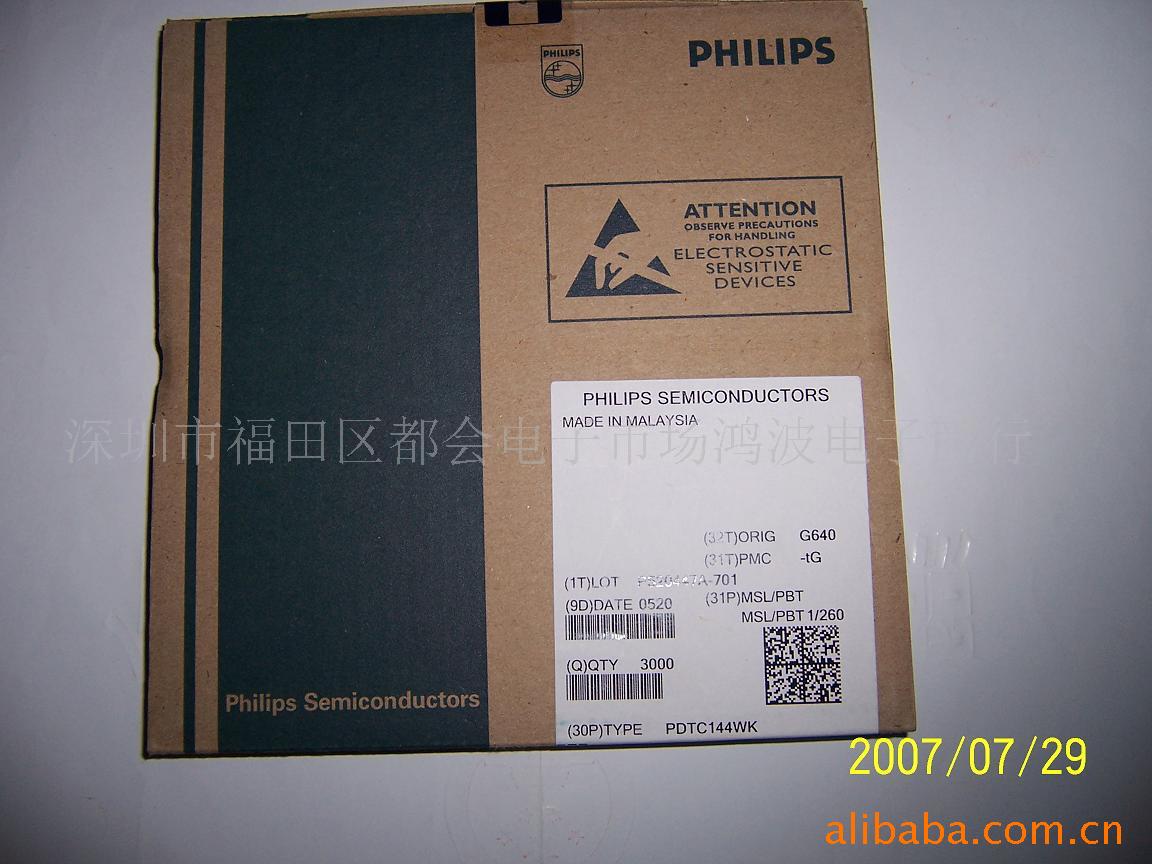 PHILIPS
PHILIPS
ATTENTION
OBSERVE PRECAUTIONS
FOR HANDLING
ELECTROSTATIC
SENSITIVE
DEVICES
PHILIPS SEMICONDUCTORS
MADE IN MALAYSIA
深圳市福田区都会电子市场鸿波电子 行
(32T)ORIG G640
(31T)PMC -tG
(1T)LOT
(9D)DATE 0520 (31P)MSL/PBT
MSL/PBT 1/260
(Q)QTY 3000
Philips Semiconductors
(30P)TYPE PDTC144WK
2007/07/29
alibaba.com.cn